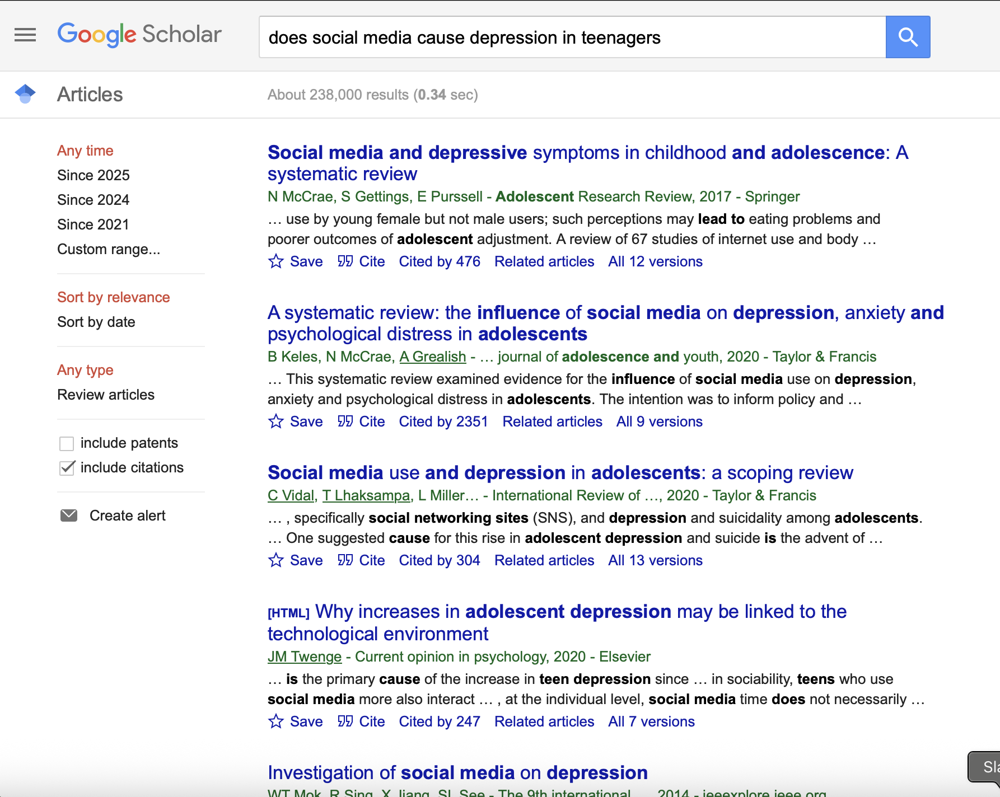 Google Scholar
does social media cause depression in teenagers
Articles
About 238,000 results (0.34 sec)
Any time
Since 2025
Since 2024
Since 2021
Custom range...
Sort by relevance
Sort by date
Any type
Review articles
include patents
include citations
Create alert
Social media and depressive symptoms in childhood and adolescence: A
systematic review
N McCrae, S Gettings, E Purssell - Adolescent Research Review, 2017 - Springer
… use by young female but not male users; such perceptions may lead to eating problems and
poorer outcomes of adolescent adjustment. A review of 67 studies of internet use and body …
Save Cite Cited by 476 Related articles All 12 versions
A systematic review: the influence of social media on depression, anxiety and
psychological distress in adolescents
B Keles, N McCrae, A Grealish - … journal of adolescence and youth, 2020 - Taylor & Francis
… This systematic review examined evidence for the influence of social media use on depression,
anxiety and psychological distress in adolescents. The intention was to inform policy and …
Save Cite Cited by 2351 Related articles All 9 versions
Social media use and depression in adolescents: a scoping review
C Vidal, T Lhaksampa, L Miller… - International Review of …, 2020 - Taylor & Francis
… , specifically social networking sites (SNS), and depression and suicidality among adolescents.
… One suggested cause for this rise in adolescent depression and suicide is the advent of …
Save Cite Cited by 304 Related articles All 13 versions
[HTML] Why increases in adolescent depression may be linked to the
technological environment
JM Twenge - Current opinion in psychology, 2020 - Elsevier
… is the primary cause of the increase in teen depression since … in sociability, teens who use
social media more also interact … , at the individual level, social media time does not necessarily …
Save Cite Cited by 247 Related articles All 7 versions
Investigation of social media on depression
WT Mok, R Sing, X Jiang, SL See - The 9th international …, 2014 - ieeexplore.ieee.org